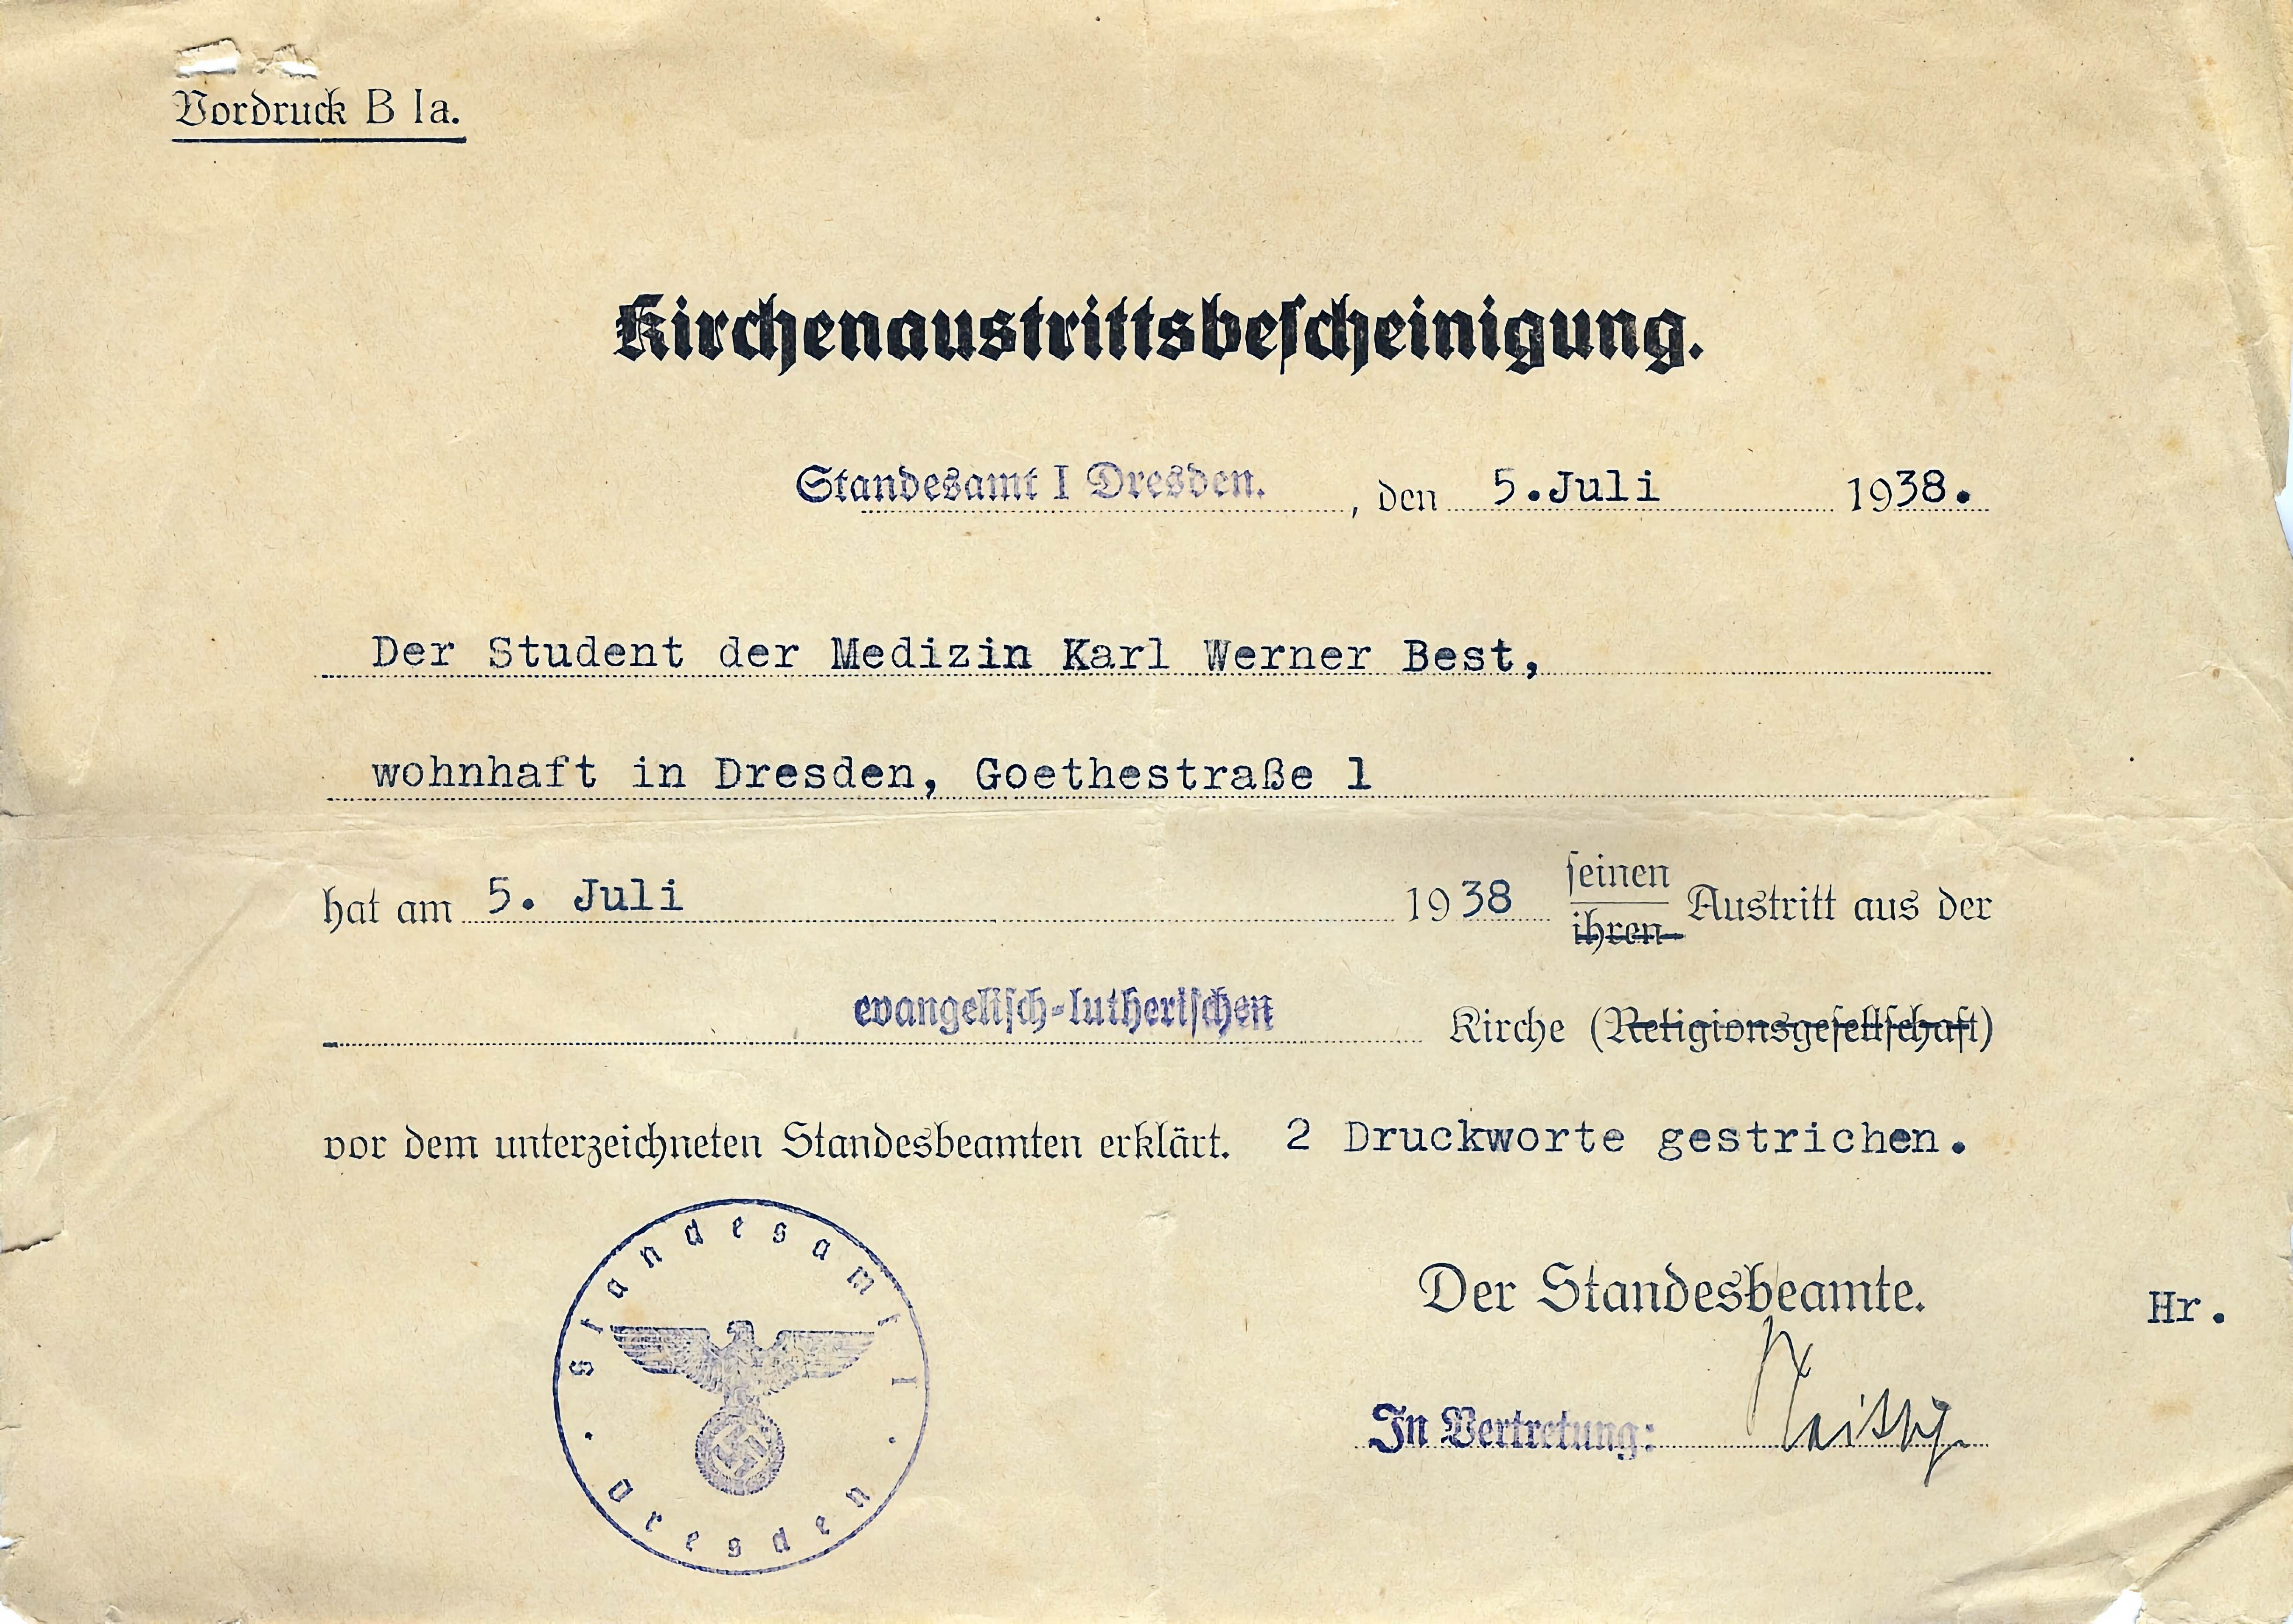 Vordruck B Ia.
Kirchenaustrittsbescheinigung.
Standesamt I Dresden. , den 5.Juli 1938.
Der Student der Medizin Karl Werner Best,
wohnhaft in Dresden, Goethestraße 1
hat am 5. Juli 1938 seinen ihren Austritt aus der
evangelisch-lutherischen Kirche (Religionsgesellschaft)
vor dem unterzeichneten Standesbeamten erklärt. 2 Druckworte gestrichen.
Standesamt I
Dresden
Der Standesbeamte.
Hr.
In Vertretung: